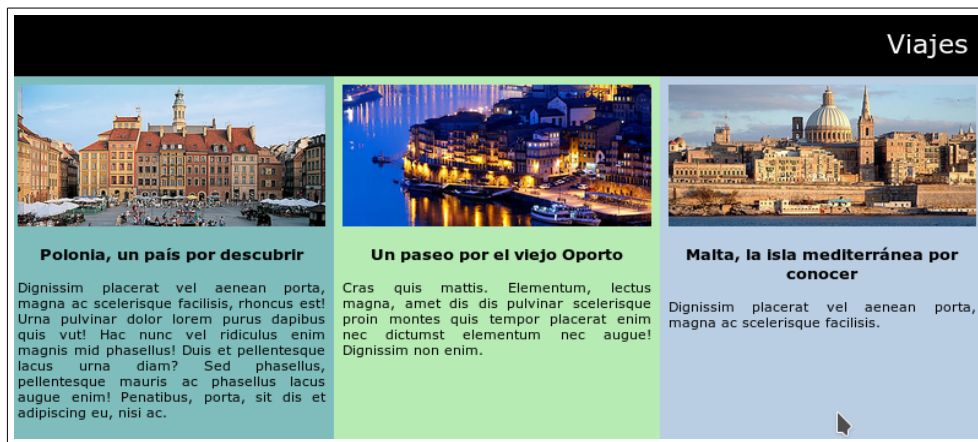 Viajes
Polonia, un país por descubrir
Dignissim placerat vel aenean porta,
magna ac scelerisque facilisis, rhoncus est!
Urna pulvinar dolor lorem purus dapibus
quis vut! Hac nunc vel ridiculus enim
magnis mid phasellus! Duis et pellentesque
lacus urna diam? Sed phasellus,
pellentesque mauris ac phasellus lacus
augue enim! Penatibus, porta, sit dis et
adipiscing eu, nisi ac.
Un paseo por el viejo Oporto
Cras quis mattis. Elementum, lectus
magna, amet dis dis pulvinar scelerisque
proin montes quis tempor placerat enim
nec dictumst elementum nec augue!
Dignissim non enim.
Malta, la isla mediterránea por
conocer
Dignissim placerat vel aenean porta,
magna ac scelerisque facilisis.